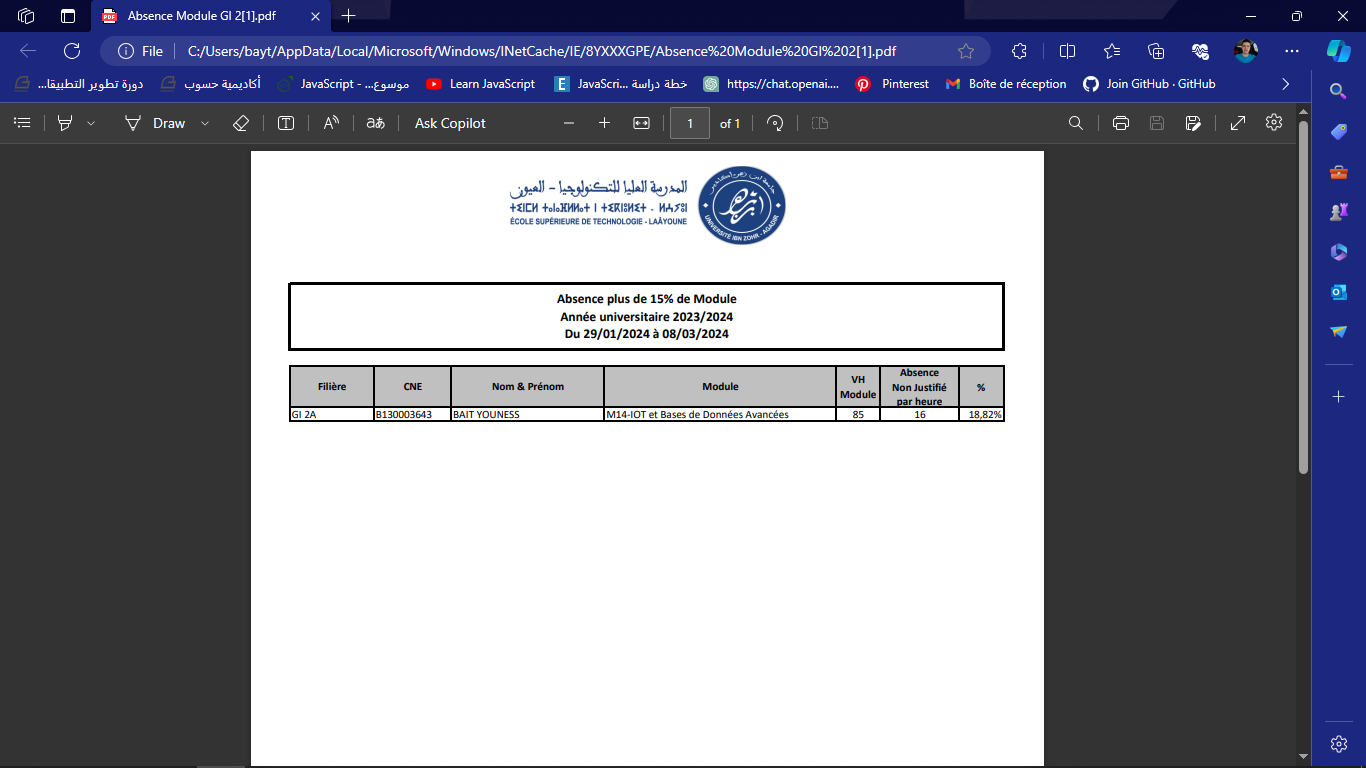 Absence Module GI 2[1].pdf
File
C:/Users/bayt/AppData/Local/Microsoft/Windows/INetCache/IE/8YXXXGPE/Absence%20Module%20GI%202[1].pdf
دورة تطوير التطبيقا...
أكاديمية حسوب
موسوع... - JavaScript
Learn JavaScript
خطة دراسة ...JavaScri
https://chat.openai....
Pinterest
Boîte de réception
Join GitHub · GitHub
Draw
aあ
Ask Copilot
1 of 1
المدرسة العليا للتكنولوجيا - العيون
ÉCOLE SUPÉRIEURE DE TECHNOLOGIE - LAÂYOUNE
UNIVERSITÉ IBN ZOHR - AGADIR
Absence plus de 15% de Module
Année universitaire 2023/2024
Du 29/01/2024 à 08/03/2024
Filière CNE Nom & Prénom Module VH Module Absence Non Justifié par heure %
GI 2A B130003643 BAIT YOUNESS M14-IOT et Bases de Données Avancées 85 16 18,82%